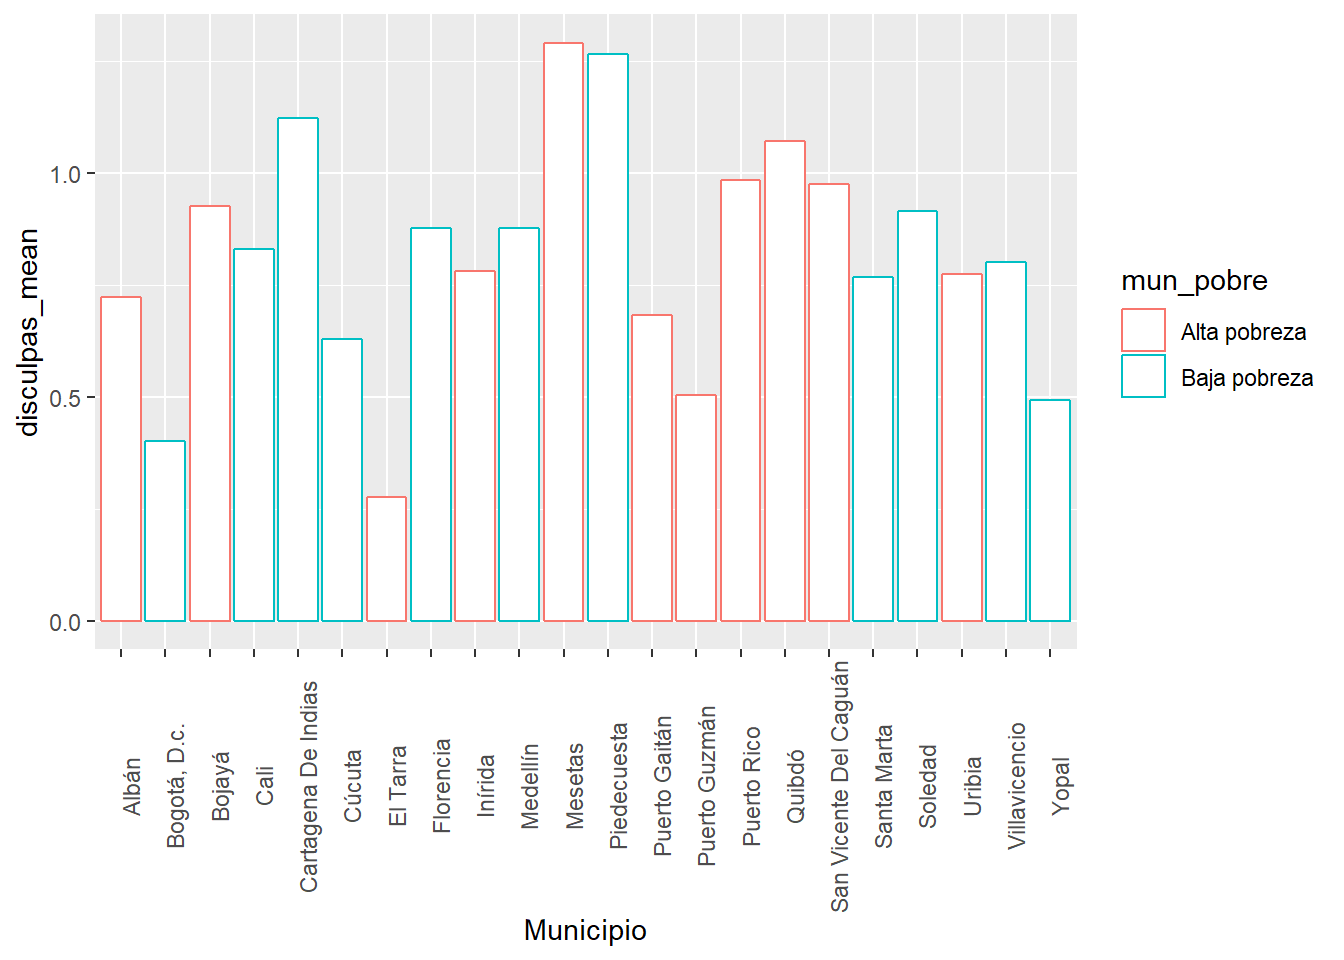 disculpas_mean
1.0
0.5
0.0
Albán
Bogotá, D.c.
Bojayá
Cali
Cartagena De Indias
Cúcuta
El Tarra
Florencia
Inírida
Medellín
Mesetas
Piedecuesta
Puerto Gaitán
Puerto Guzmán
Puerto Rico
Quibdó
San Vicente Del Caguán
Santa Marta
Soledad
Uribia
Villavicencio
Yopal
Municipio
mun_pobre
Alta pobreza
Baja pobreza